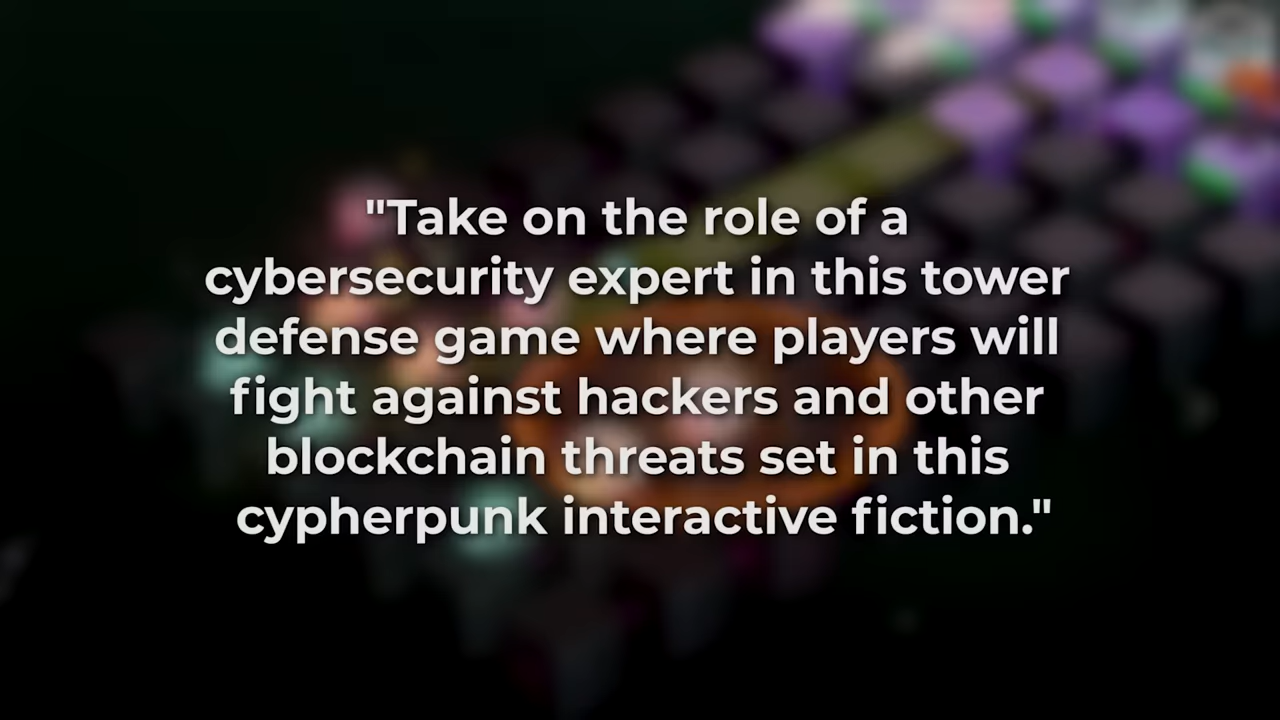 "Take on the role of a
cybersecurity expert in this tower
defense game where players will
fight against hackers and other
blockchain threats set in this
cypherpunk interactive fiction."